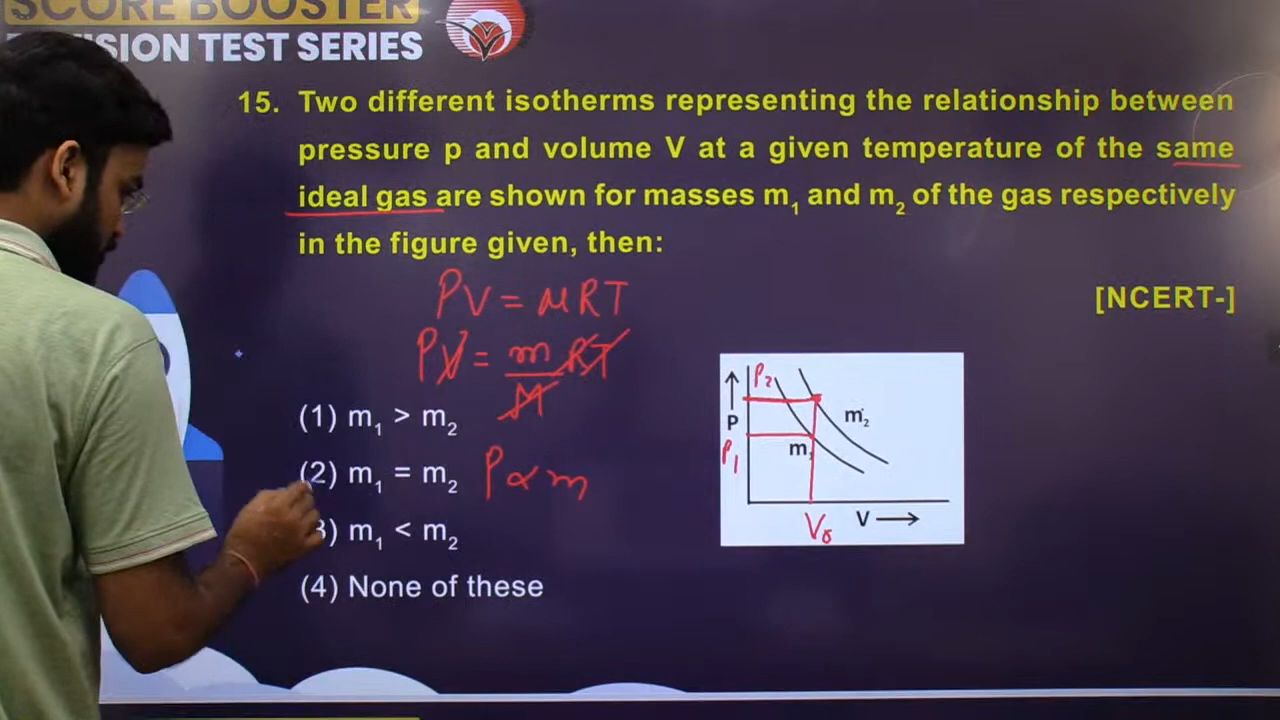 SCORE BOOSTER
REVISION TEST SERIES
15. Two different isotherms representing the relationship between
pressure p and volume V at a given temperature of the same
ideal gas are shown for masses m₁ and m₂ of the gas respectively
in the figure given, then:
[NCERT-]
PV = μRT
PV = m RT
M
(1) m₁ > m₂
(2) m₁ = m₂
P ∝ m
(3) m₁ < m₂
(4) None of these
P₂
P
P₁
m₂
m₁
V₀
V